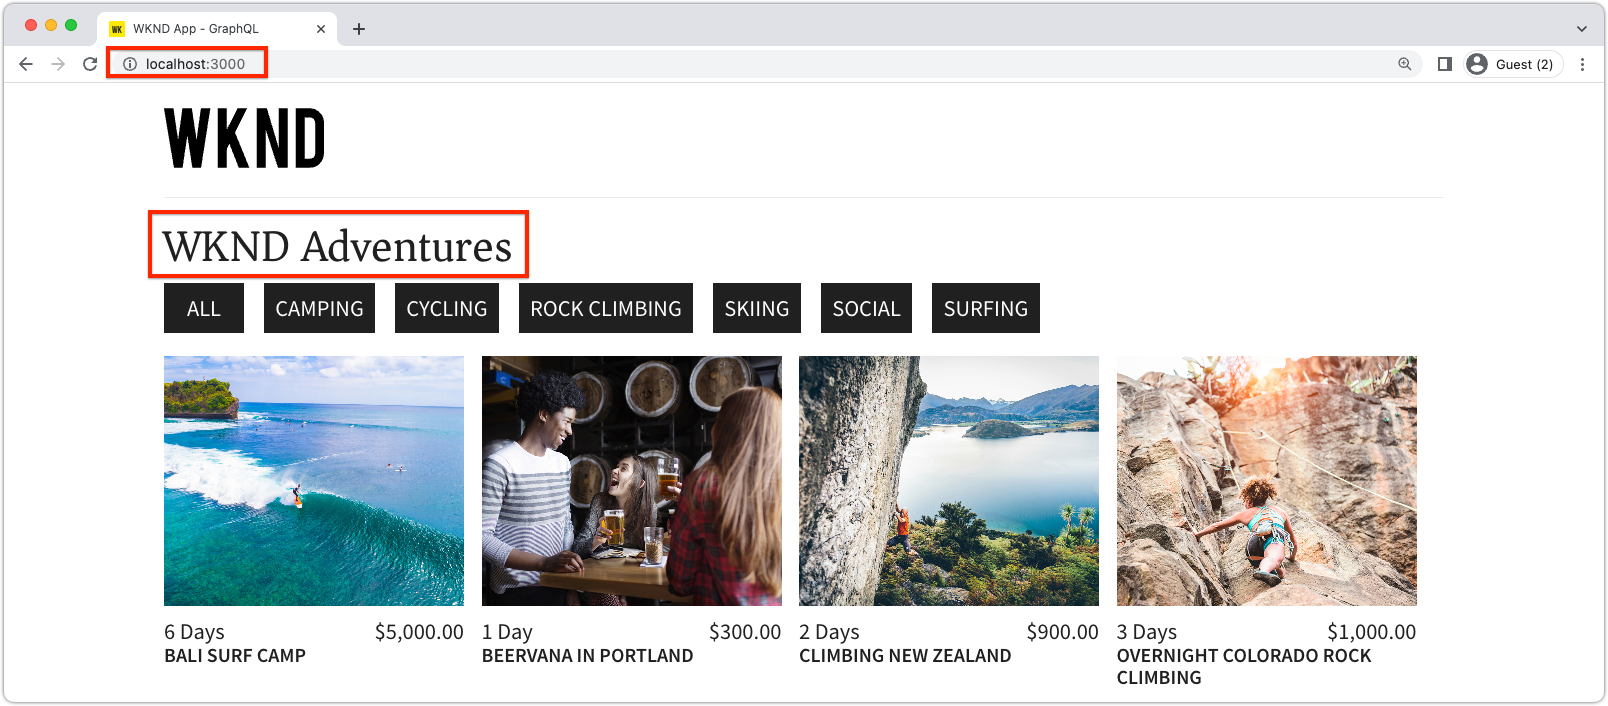 WK WKND App - GraphQL
localhost:3000
Guest (2)
WKND
WKND Adventures
ALL CAMPING CYCLING ROCK CLIMBING SKIING SOCIAL SURFING
6 Days $5,000.00 1 Day $300.00 2 Days $900.00 3 Days $1,000.00
BALI SURF CAMP BEERVANA IN PORTLAND CLIMBING NEW ZEALAND OVERNIGHT COLORADO ROCK
CLIMBING